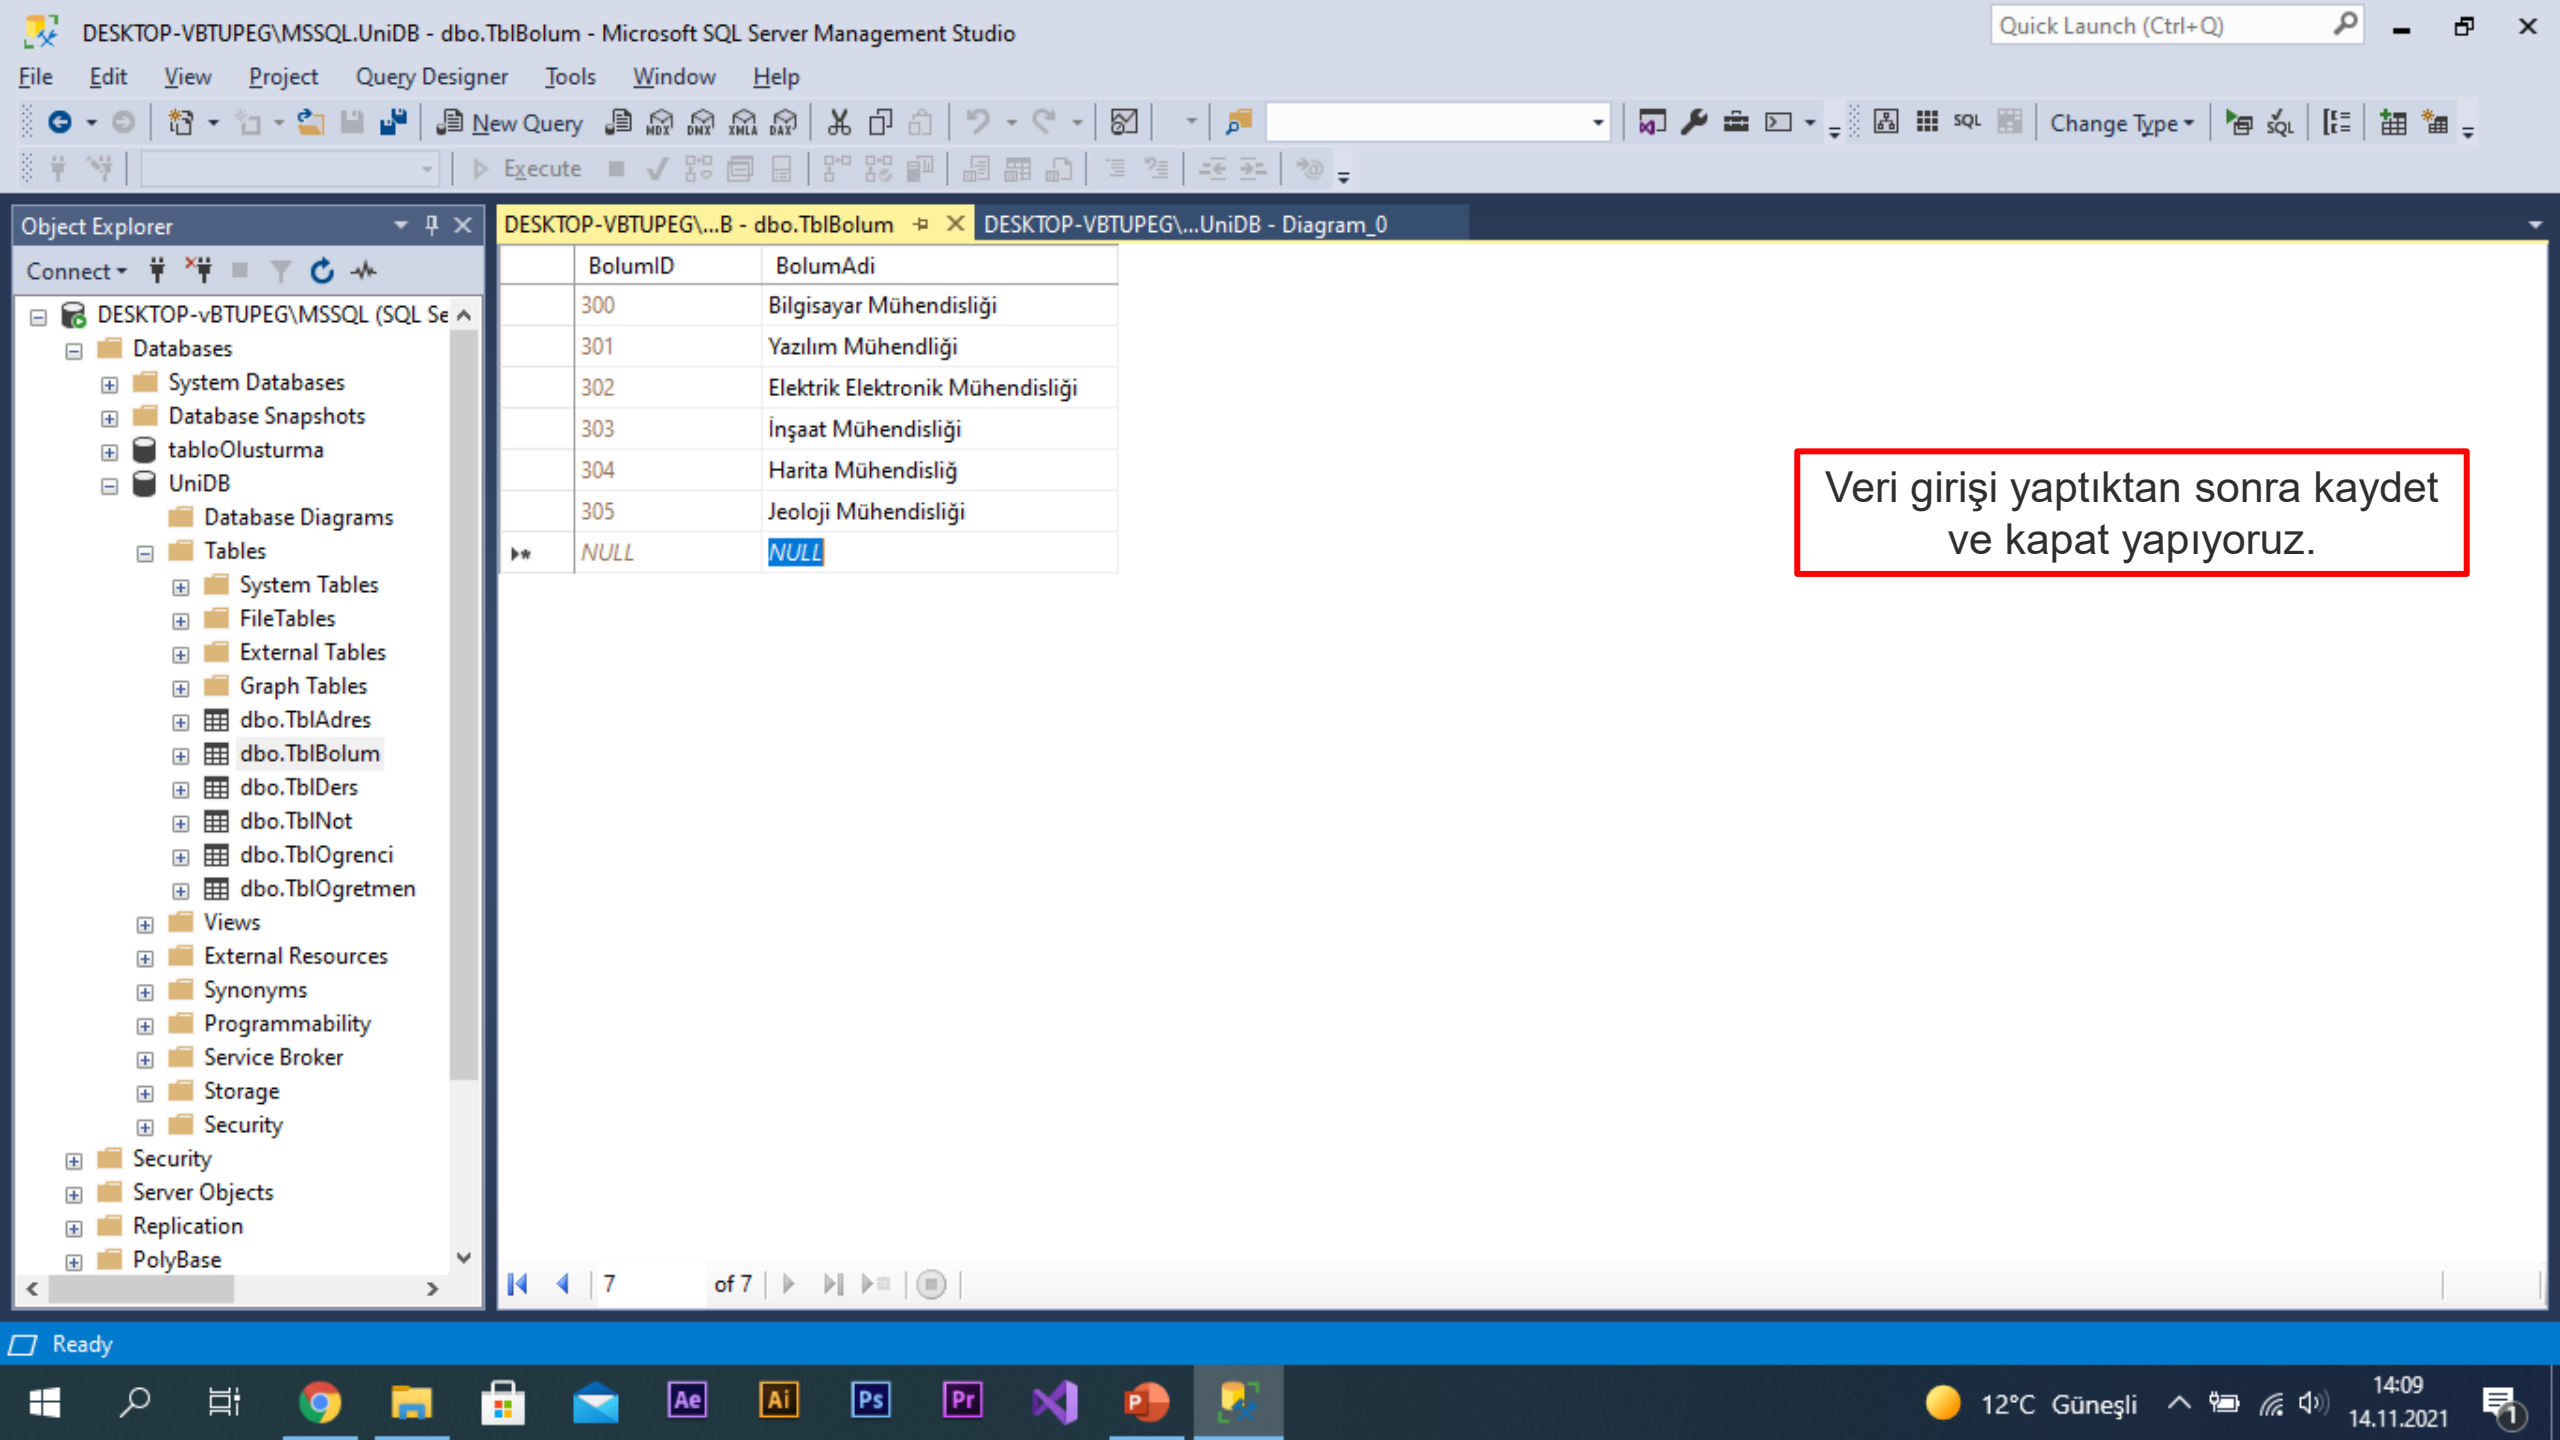 DESKTOP-VBTUPEG\MSSQL.UniDB - dbo.TblBolum - Microsoft SQL Server Management Studio
Quick Launch (Ctrl+Q)
File Edit View Project Query Designer Tools Window Help
New Query MDX DMX XMLA DAX SQL Change Type SQL
Execute
Object Explorer
Connect
DESKTOP-vBTUPEG\MSSQL (SQL Se
Databases
System Databases
Database Snapshots
tabloOlusturma
UniDB
Database Diagrams
Tables
System Tables
FileTables
External Tables
Graph Tables
dbo.TblAdres
dbo.TblBolum
dbo.TblDers
dbo.TblNot
dbo.TblOgrenci
dbo.TblOgretmen
Views
External Resources
Synonyms
Programmability
Service Broker
Storage
Security
Security
Server Objects
Replication
PolyBase
DESKTOP-VBTUPEG\...B - dbo.TblBolum DESKTOP-VBTUPEG\...UniDB - Diagram_0
BolumID BolumAdi
300 Bilgisayar Mühendisliği
301 Yazılım Mühendliği
302 Elektrik Elektronik Mühendisliği
303 İnşaat Mühendisliği
304 Harita Mühendisliğ
305 Jeoloji Mühendisliği
NULL NULL
Veri girişi yaptıktan sonra kaydet
ve kapat yapıyoruz.
7 of 7
Ready
Ae Ai Ps Pr P
12°C Güneşli
14:09
14.11.2021
1